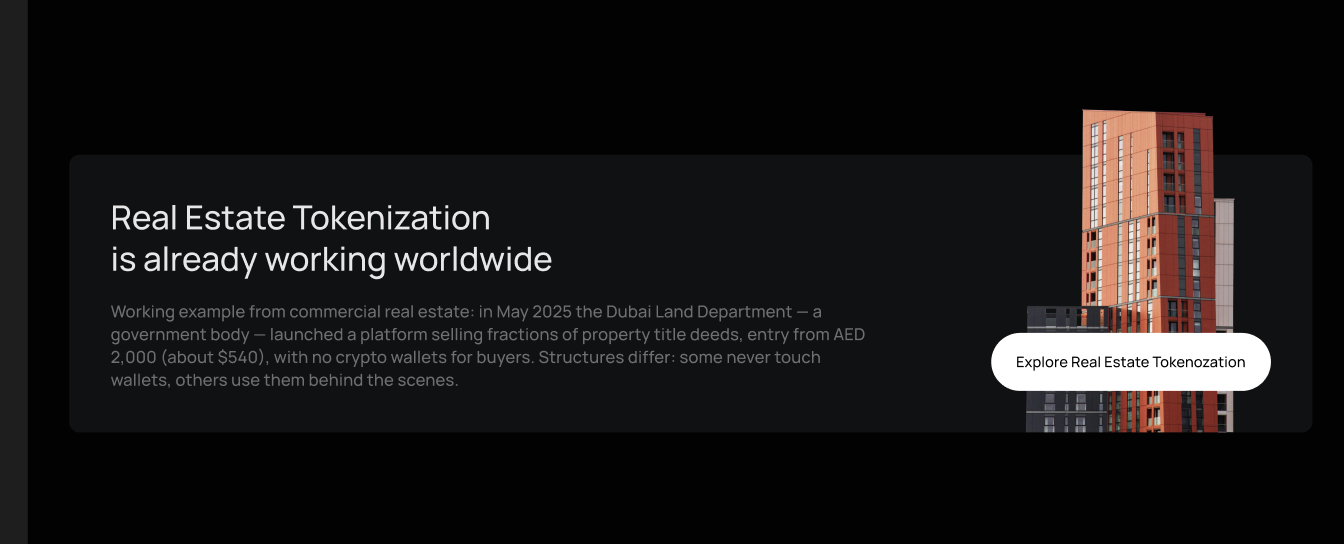 Real Estate Tokenization
is already working worldwide
Working example from commercial real estate: in May 2025 the Dubai Land Department — a
government body — launched a platform selling fractions of property title deeds, entry from AED
2,000 (about $540), with no crypto wallets for buyers. Structures differ: some never touch
wallets, others use them behind the scenes.
Explore Real Estate Tokenozation